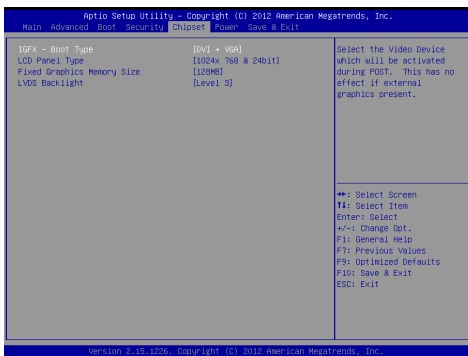 Aptio Setup Utility – Copyright (C) 2012 American Megatrends, Inc.
Main Advanced Boot Security Chipset Power Save & Exit
IGFX – Boot Type [DVI + VGA]
LCD Panel Type [1024x 768 & 24bit]
Fixed Graphics Memory Size [128MB]
LVDS Backlight [Level 3]
Select the Video Device
which will be activated
during POST. This has no
effect if external
graphics present.
→←: Select Screen
↑↓: Select Item
Enter: Select
+/-: Change Opt.
F1: General Help
F7: Previous Values
F9: Optimized Defaults
F10: Save & Exit
ESC: Exit
Version 2.15.1226. Copyright (C) 2012 American Megatrends, Inc.